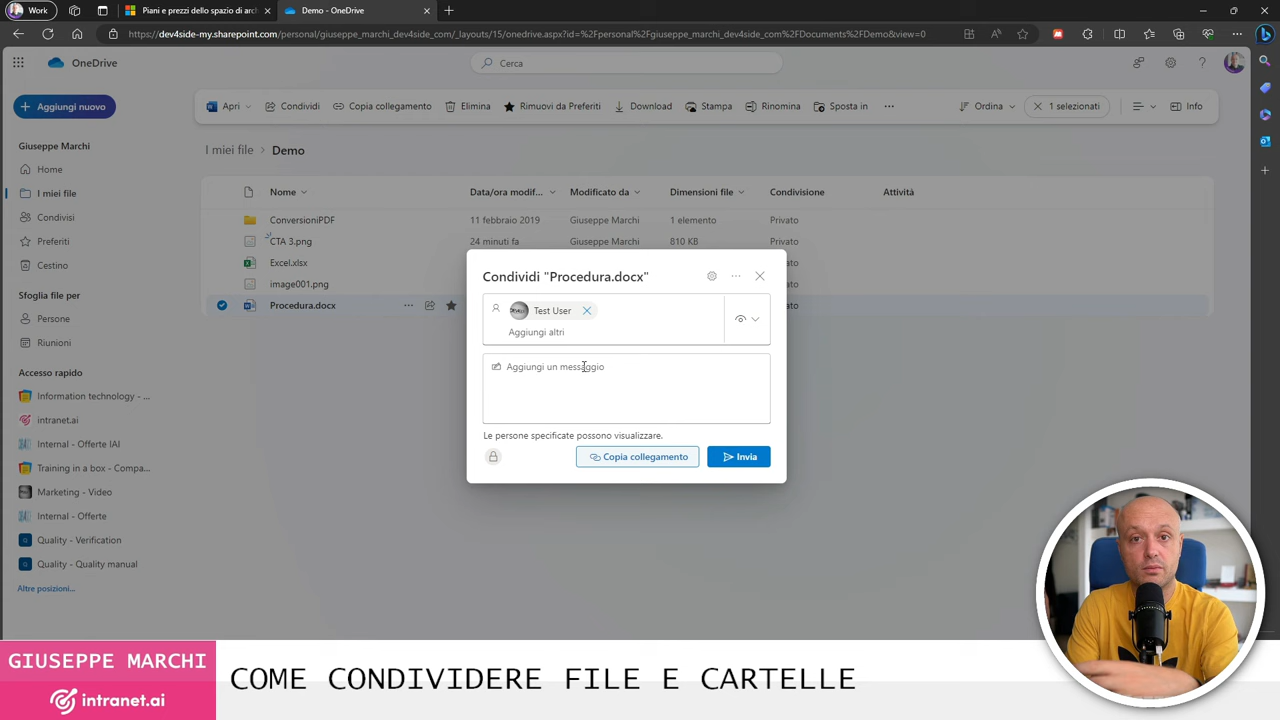 Work
Piani e prezzi dello spazio di arc
Demo - OneDrive
https://dev4side-my.sharepoint.com/personal/giuseppe_marchi_dev4side_com/_layouts/15/onedrive.aspx?id=%2Fpersonal%2Fgiuseppe_marchi_dev4side_com%2FDocuments%2FDemo&view=0
OneDrive
Cerca
Aggiungi nuovo
Apri
Condividi
Copia collegamento
Elimina
Rimuovi da Preferiti
Download
Stampa
Rinomina
Sposta in
Ordina
1 selezionati
Info
Giuseppe Marchi
Home
I miei file
Condivisi
Preferiti
Cestino
Sfoglia file per
Persone
Riunioni
Accesso rapido
Information technology - ...
intranet.ai
Internal - Offerte IAI
Training in a box - Compa...
Marketing - Video
Internal - Offerte
Quality - Verification
Quality - Quality manual
Altre posizioni...
I miei file > Demo
Nome Data/ora modif... Modificato da Dimensioni file Condivisione Attività
ConversioniPDF 11 febbraio 2019 Giuseppe Marchi 1 elemento Privato
CTA 3.png 24 minuti fa Giuseppe Marchi 810 KB Privato
Excel.xlsx
image001.png
Procedura.docx
Condividi "Procedura.docx"
Test User
Aggiungi altri
Aggiungi un messaggio
Le persone specificate possono visualizzare.
Copia collegamento
Invia
GIUSEPPE MARCHI
intranet.ai
COME CONDIVIDERE FILE E CARTELLE